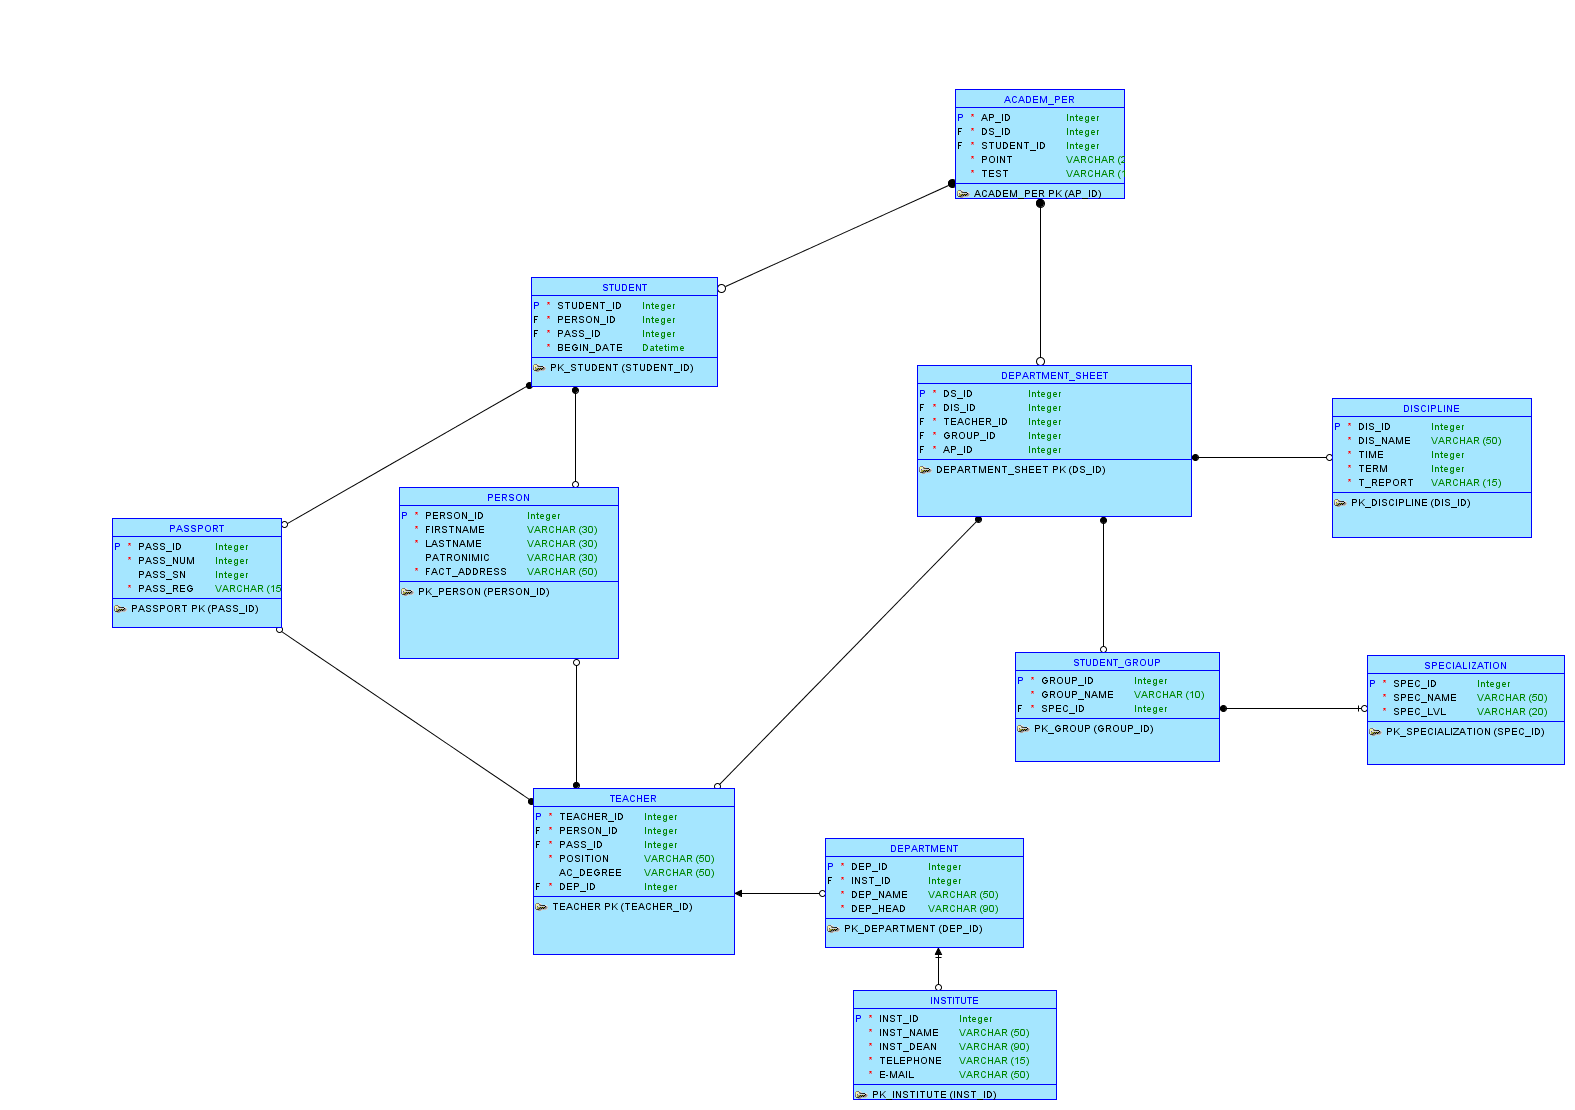 ACADEM_PER
P * AP_ID Integer
F * DS_ID Integer
F * STUDENT_ID Integer
* POINT VARCHAR (2
* TEST VARCHAR (1
ACADEM_PER PK (AP_ID)
STUDENT
P * STUDENT_ID Integer
F * PERSON_ID Integer
F * PASS_ID Integer
* BEGIN_DATE Datetime
PK_STUDENT (STUDENT_ID)
DEPARTMENT_SHEET
P * DS_ID Integer
F * DIS_ID Integer
F * TEACHER_ID Integer
F * GROUP_ID Integer
F * AP_ID Integer
DEPARTMENT_SHEET PK (DS_ID)
DISCIPLINE
P * DIS_ID Integer
* DIS_NAME VARCHAR (50)
* TIME Integer
* TERM Integer
* T_REPORT VARCHAR (15)
PK_DISCIPLINE (DIS_ID)
PERSON
P * PERSON_ID Integer
* FIRSTNAME VARCHAR (30)
* LASTNAME VARCHAR (30)
PATRONIMIC VARCHAR (30)
* FACT_ADDRESS VARCHAR (50)
PK_PERSON (PERSON_ID)
PASSPORT
P * PASS_ID Integer
* PASS_NUM Integer
PASS_SN Integer
* PASS_REG VARCHAR (15
PASSPORT PK (PASS_ID)
STUDENT_GROUP
P * GROUP_ID Integer
* GROUP_NAME VARCHAR (10)
F * SPEC_ID Integer
PK_GROUP (GROUP_ID)
SPECIALIZATION
P * SPEC_ID Integer
* SPEC_NAME VARCHAR (50)
* SPEC_LVL VARCHAR (20)
PK_SPECIALIZATION (SPEC_ID)
TEACHER
P * TEACHER_ID Integer
F * PERSON_ID Integer
F * PASS_ID Integer
* POSITION VARCHAR (50)
AC_DEGREE VARCHAR (50)
F * DEP_ID Integer
TEACHER PK (TEACHER_ID)
DEPARTMENT
P * DEP_ID Integer
F * INST_ID Integer
* DEP_NAME VARCHAR (50)
* DEP_HEAD VARCHAR (90)
PK_DEPARTMENT (DEP_ID)
INSTITUTE
P * INST_ID Integer
* INST_NAME VARCHAR (50)
* INST_DEAN VARCHAR (90)
* TELEPHONE VARCHAR (15)
* E-MAIL VARCHAR (50)
PK_INSTITUTE (INST_ID)